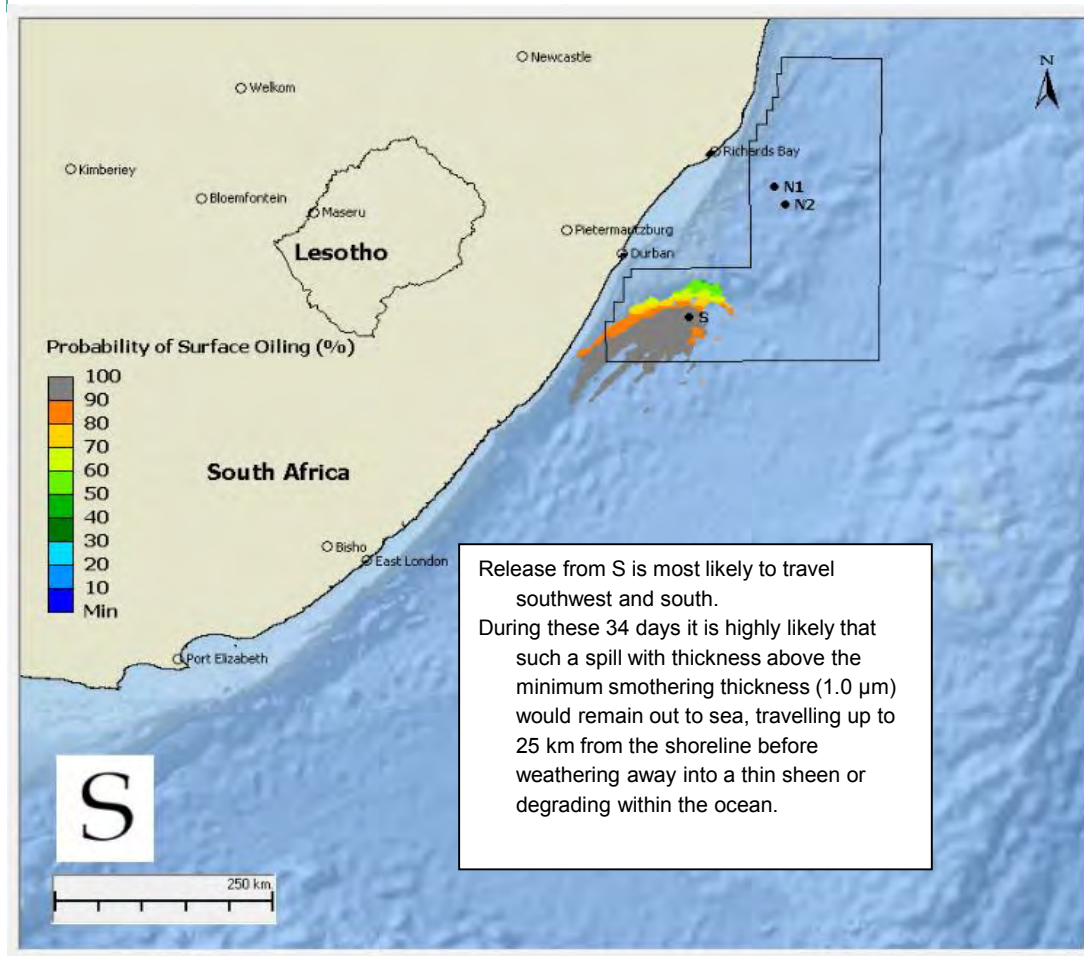 N
Newcastle
Welkom
Richards Bay
Kimberley
N1
Bloemfontein
N2
Maseru
Pietermaritzburg
Lesotho
Durban
S
Probability of Surface Oiling (%)
100
90
80
70
60
50
40
30
20
10
Min
South Africa
Bisho
East London
Port Elizabeth
Release from S is most likely to travel
southwest and south.
During these 34 days it is highly likely that
such a spill with thickness above the
minimum smothering thickness (1.0 µm)
would remain out to sea, travelling up to
25 km from the shoreline before
weathering away into a thin sheen or
degrading within the ocean.
S
250 km